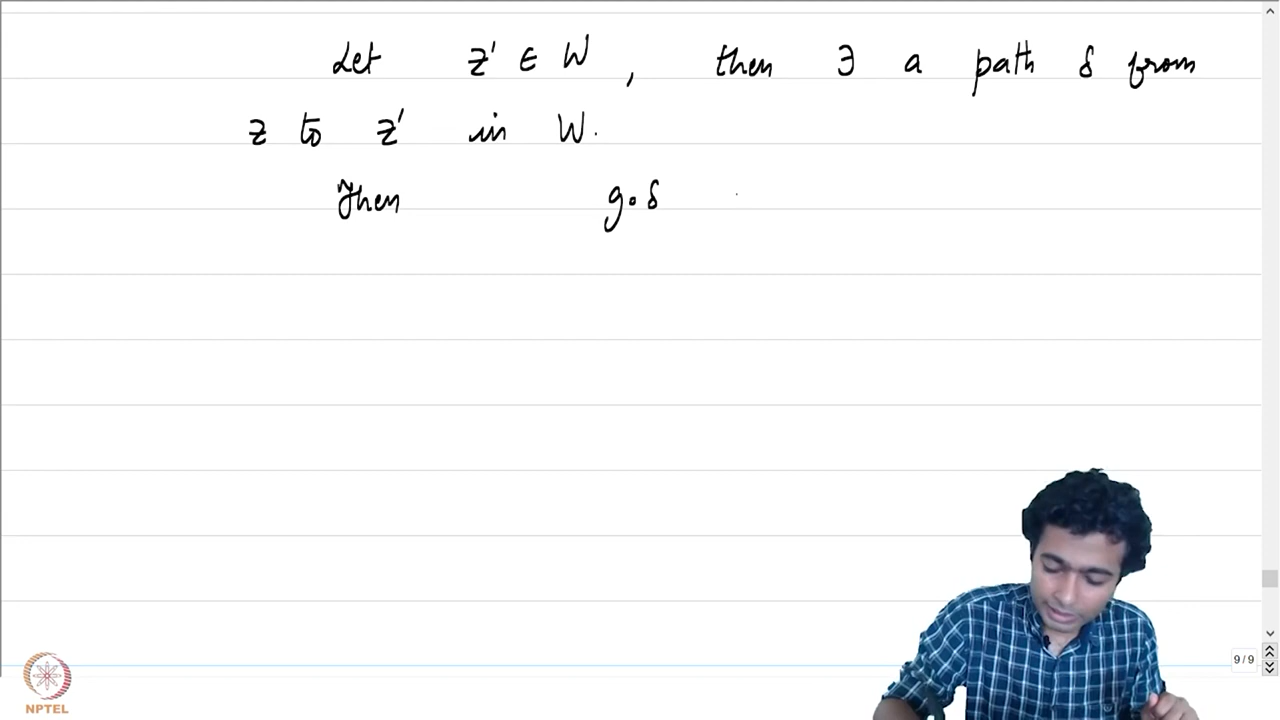 Let z' ∈ W , then ∃ a path δ from
z to z' in W.
Then g∘δ
9/9
NPTEL